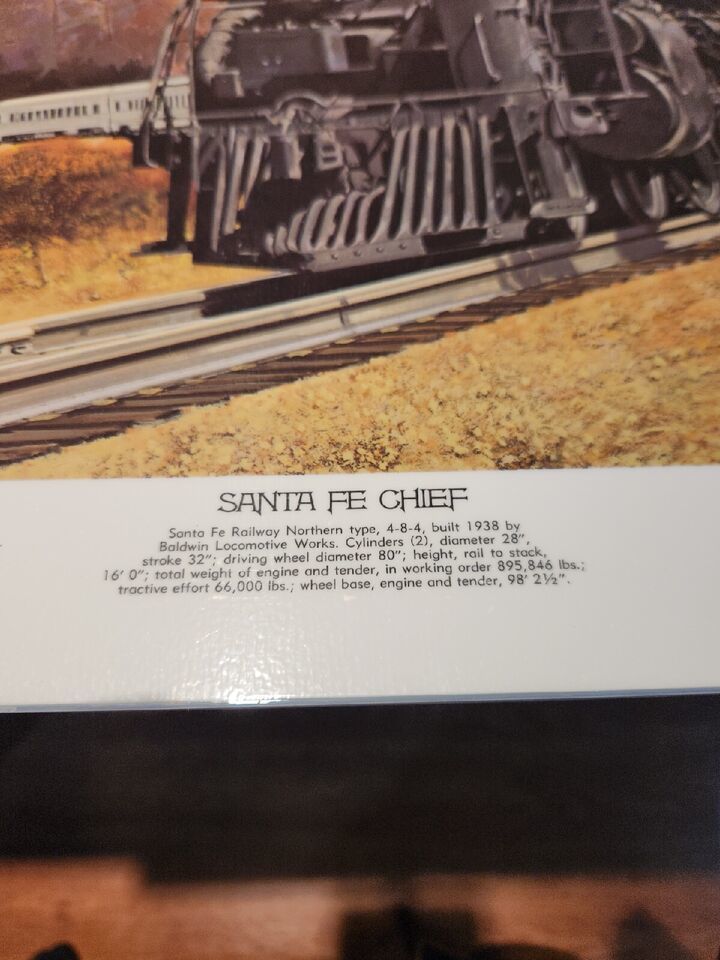 SANTA FE CHIEF
Santa Fe Railway Northern type, 4-8-4, built 1938 by
Baldwin Locomotive Works. Cylinders (2), diameter 28",
stroke 32"; driving wheel diameter 80"; height, rail to stack,
16' 0"; total weight of engine and tender, in working order 895,846 lbs.;
tractive effort 66,000 lbs.; wheel base, engine and tender, 98' 2½".